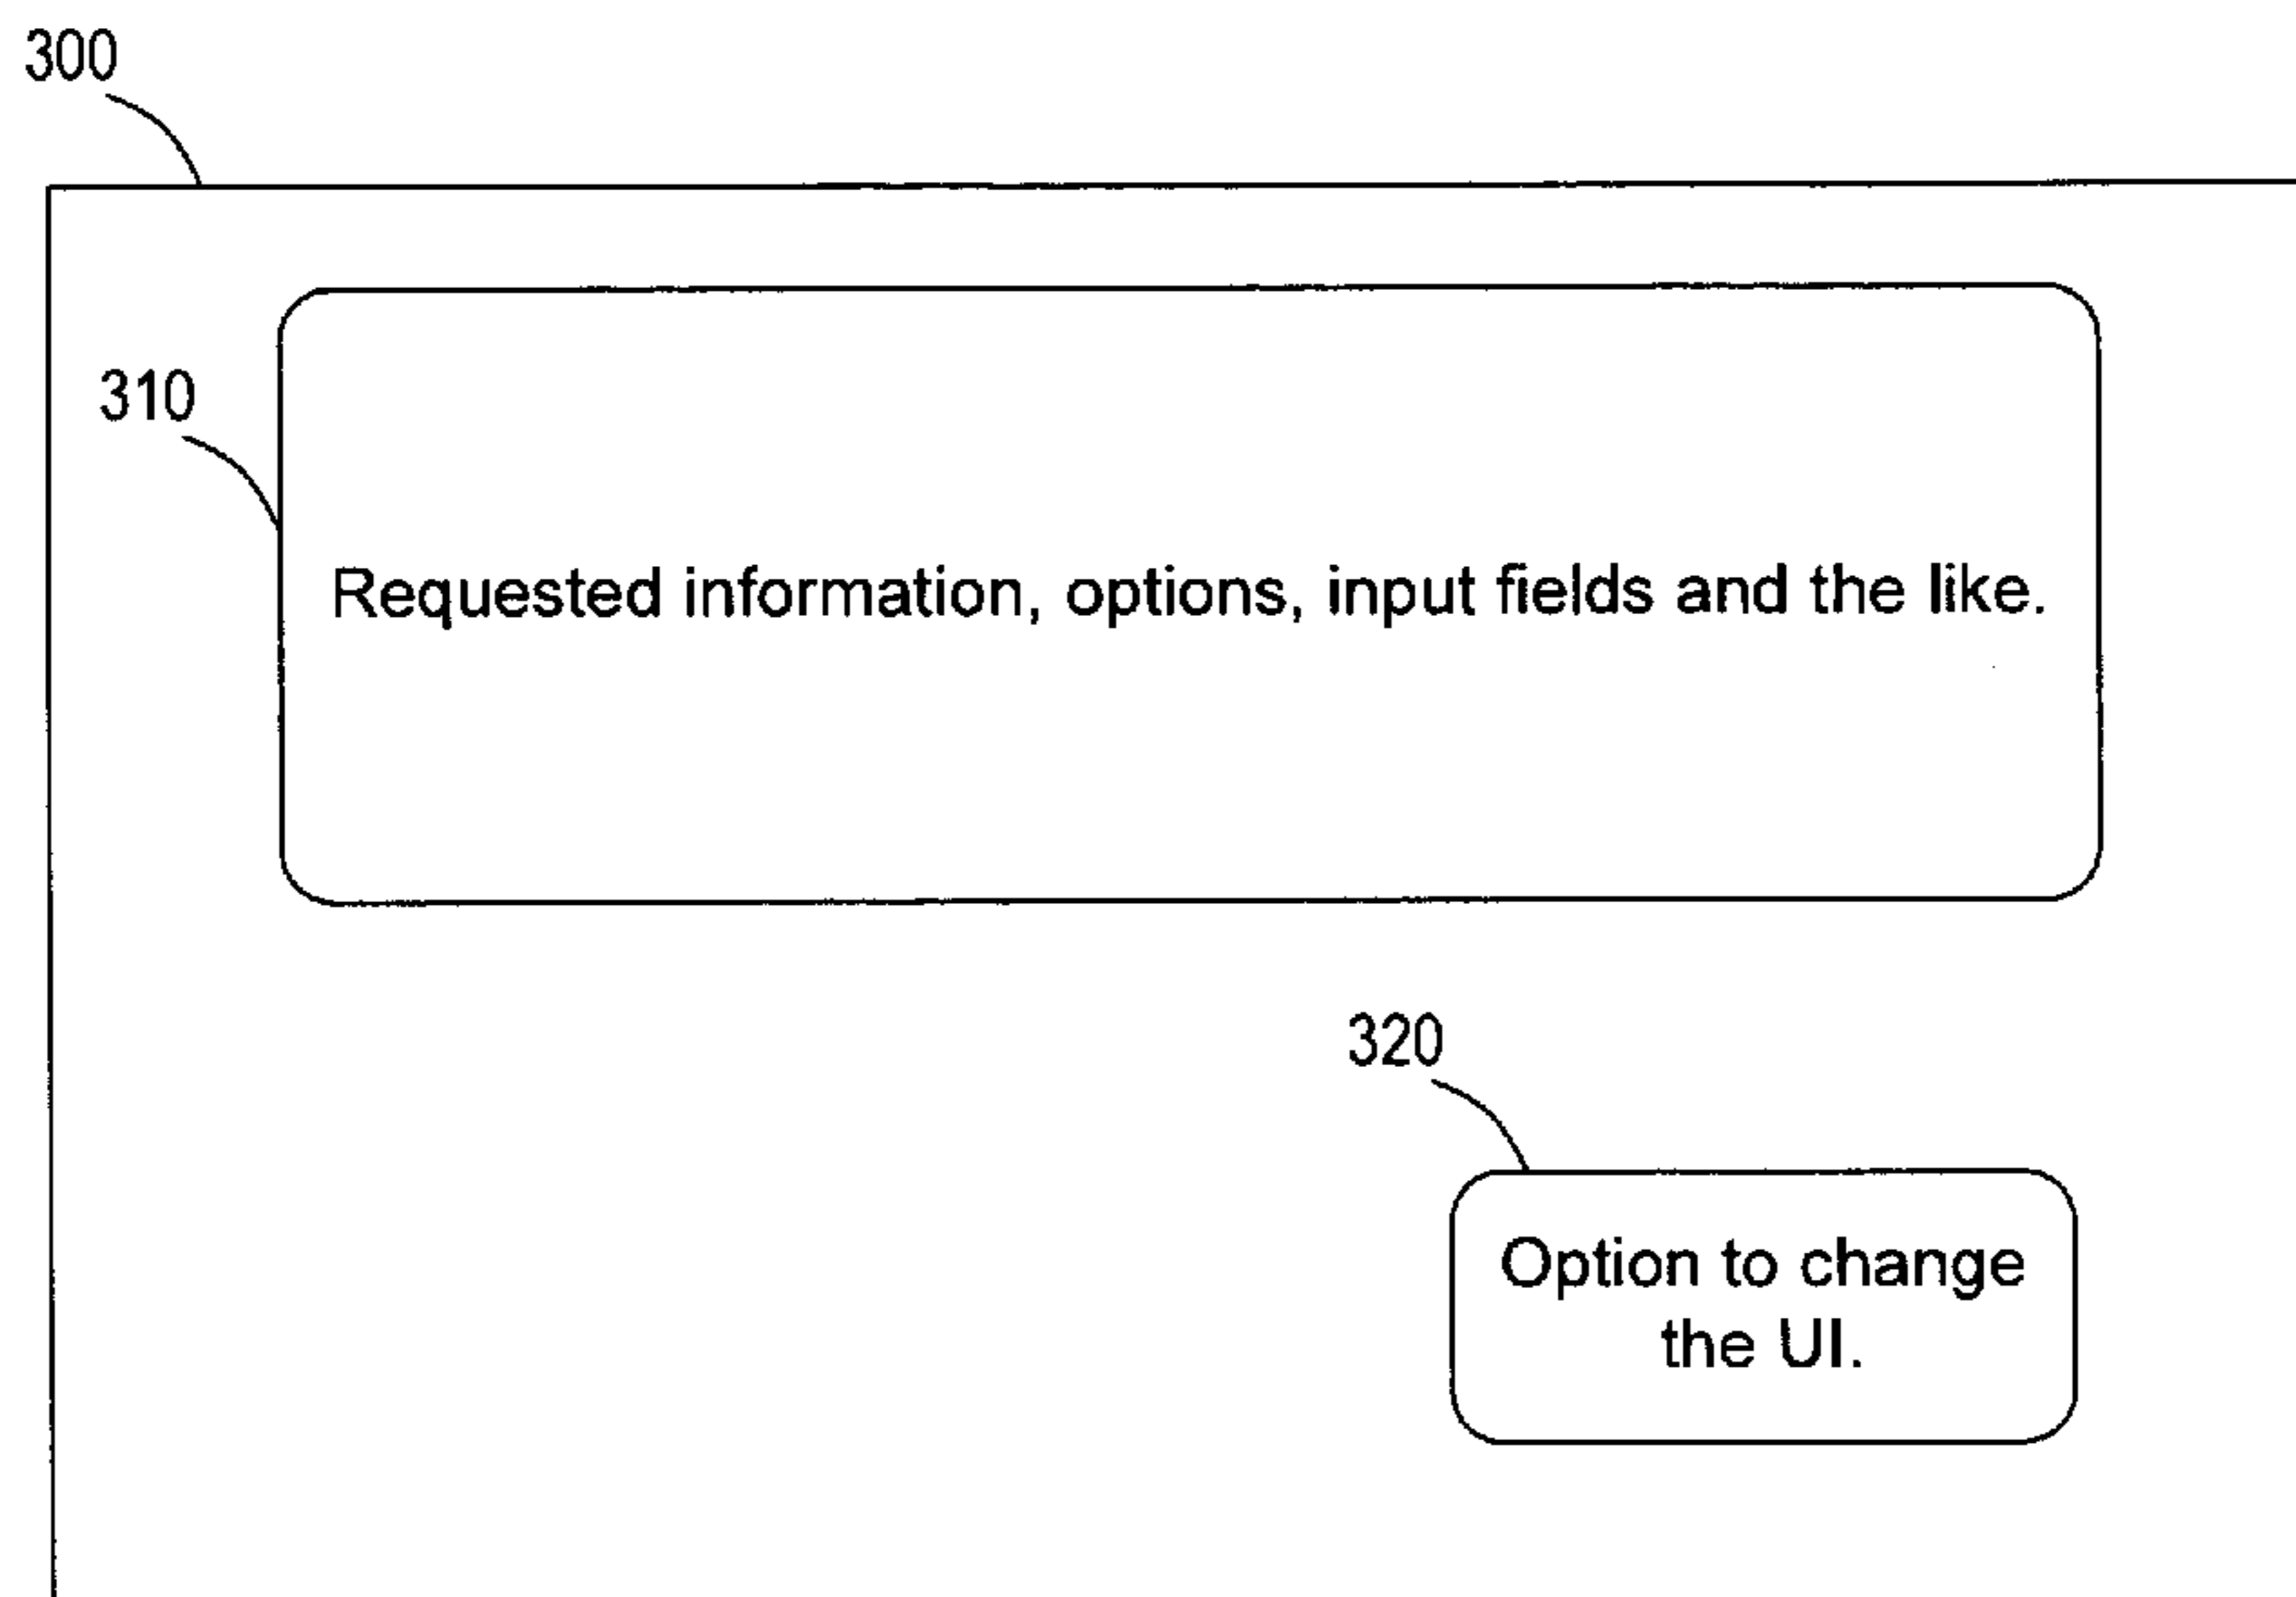 300
310
Requested information, options, input fields and the like.
320
Option to change
the UI.